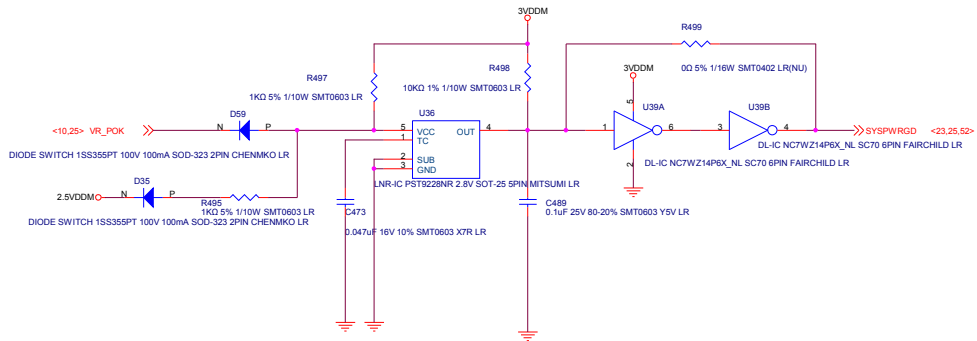 3VDDM
R499
0Ω 5% 1/16W SMT0402 LR(NU)
R497
1KΩ 5% 1/10W SMT0603 LR
R498
10KΩ 1% 1/10W SMT0603 LR
3VDDM
5
U39A
U39B
<10,25> VR_POK
D59
N P
U36
5 VCC OUT 4
1 TC
2 SUB
3 GND
1 6
3 4
SYSPWRGD <23,25,52>
2
DIODE SWITCH 1SS355PT 100V 100mA SOD-323 2PIN CHENMKO LR
DL-IC NC7WZ14P6X_NL SC70 6PIN FAIRCHILD LR
DL-IC NC7WZ14P6X_NL SC70 6PIN FAIRCHILD LR
LNR-IC PST9228NR 2.8V SOT-25 5PIN MITSUMI LR
D35
2.5VDDM N P
R495
1KΩ 5% 1/10W SMT0603 LR
DIODE SWITCH 1SS355PT 100V 100mA SOD-323 2PIN CHENMKO LR
C473
0.047uF 16V 10% SMT0603 X7R LR
C489
0.1uF 25V 80-20% SMT0603 Y5V LR